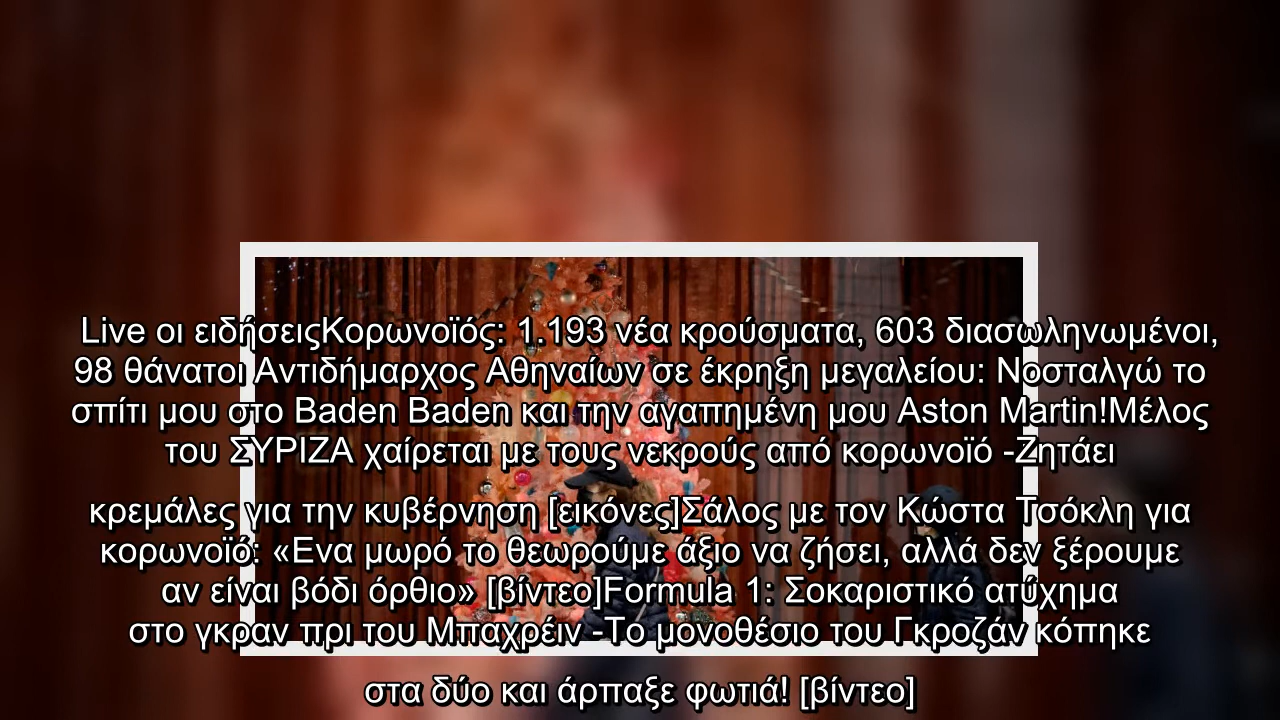 Live οι ειδήσειςΚορωνοϊός: 1.193 νέα κρούσματα, 603 διασωληνωμένοι,
98 θάνατοι Αντιδήμαρχος Αθηναίων σε έκρηξη μεγαλείου: Νοσταλγώ το
σπίτι μου στο Baden Baden και την αγαπημένη μου Aston Martin!Μέλος
του ΣΥΡΙΖΑ χαίρεται με τους νεκρούς από κορωνοϊό -Ζητάει
κρεμάλες για την κυβέρνηση [εικόνες]Σάλος με τον Κώστα Τσόκλη για
κορωνοϊό: «Ενα μωρό το θεωρούμε άξιο να ζήσει, αλλά δεν ξέρουμε
αν είναι βόδι όρθιο» [βίντεο]Formula 1: Σοκαριστικό ατύχημα
στο γκραν πρι του Μπαχρέιν -Το μονοθέσιο του Γκροζάν κόπηκε
στα δύο και άρπαξε φωτιά! [βίντεο]